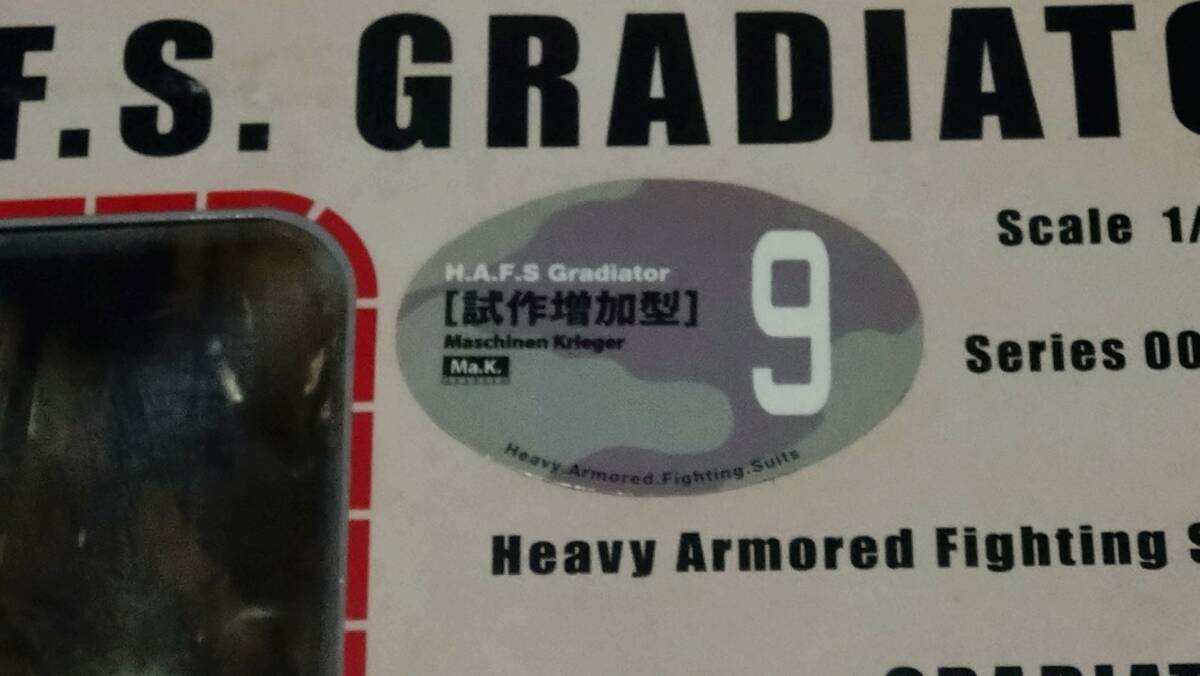 F.S. GRADIATO
Scale 1/
H.A.F.S Gradiator
[試作増加型]
Maschinen Krieger
Ma.K.
9
Series 00
Heavy.Armored.Fighting.Suits
Heavy Armored Fighting S
GRADIAT